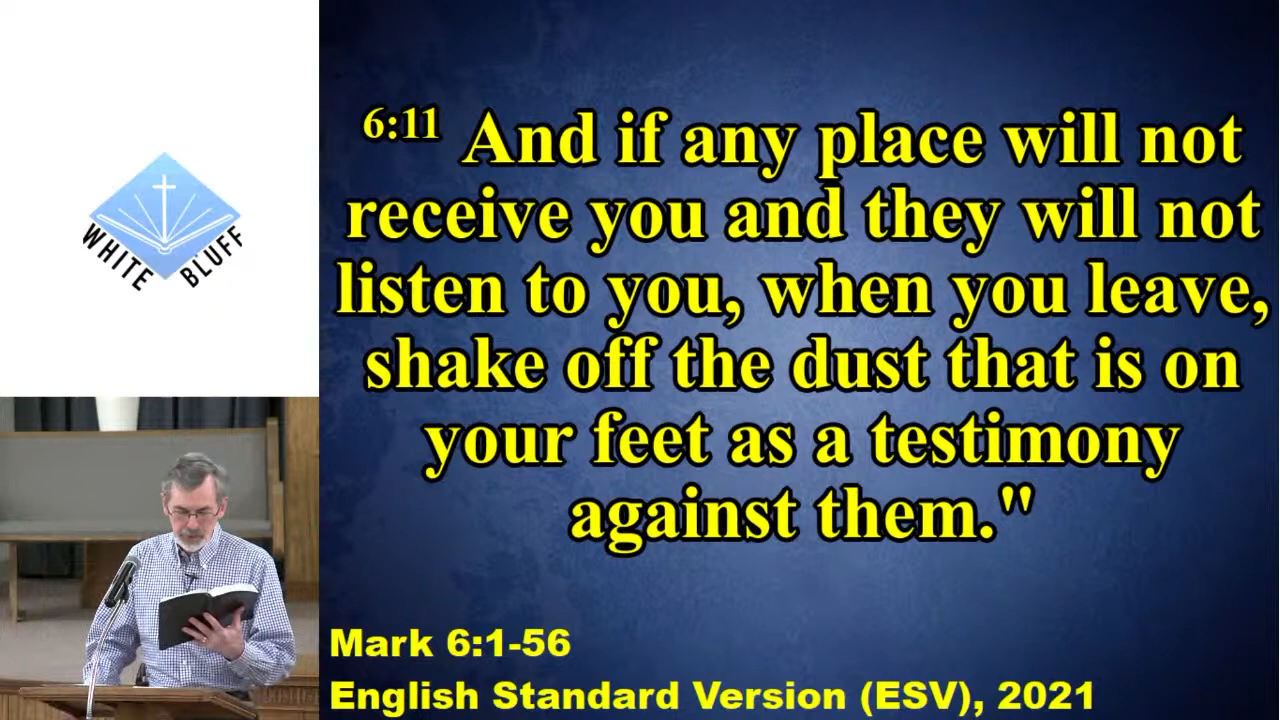 WHITE BLUFF
6:11 And if any place will not
receive you and they will not
listen to you, when you leave,
shake off the dust that is on
your feet as a testimony
against them."
Mark 6:1-56
English Standard Version (ESV), 2021